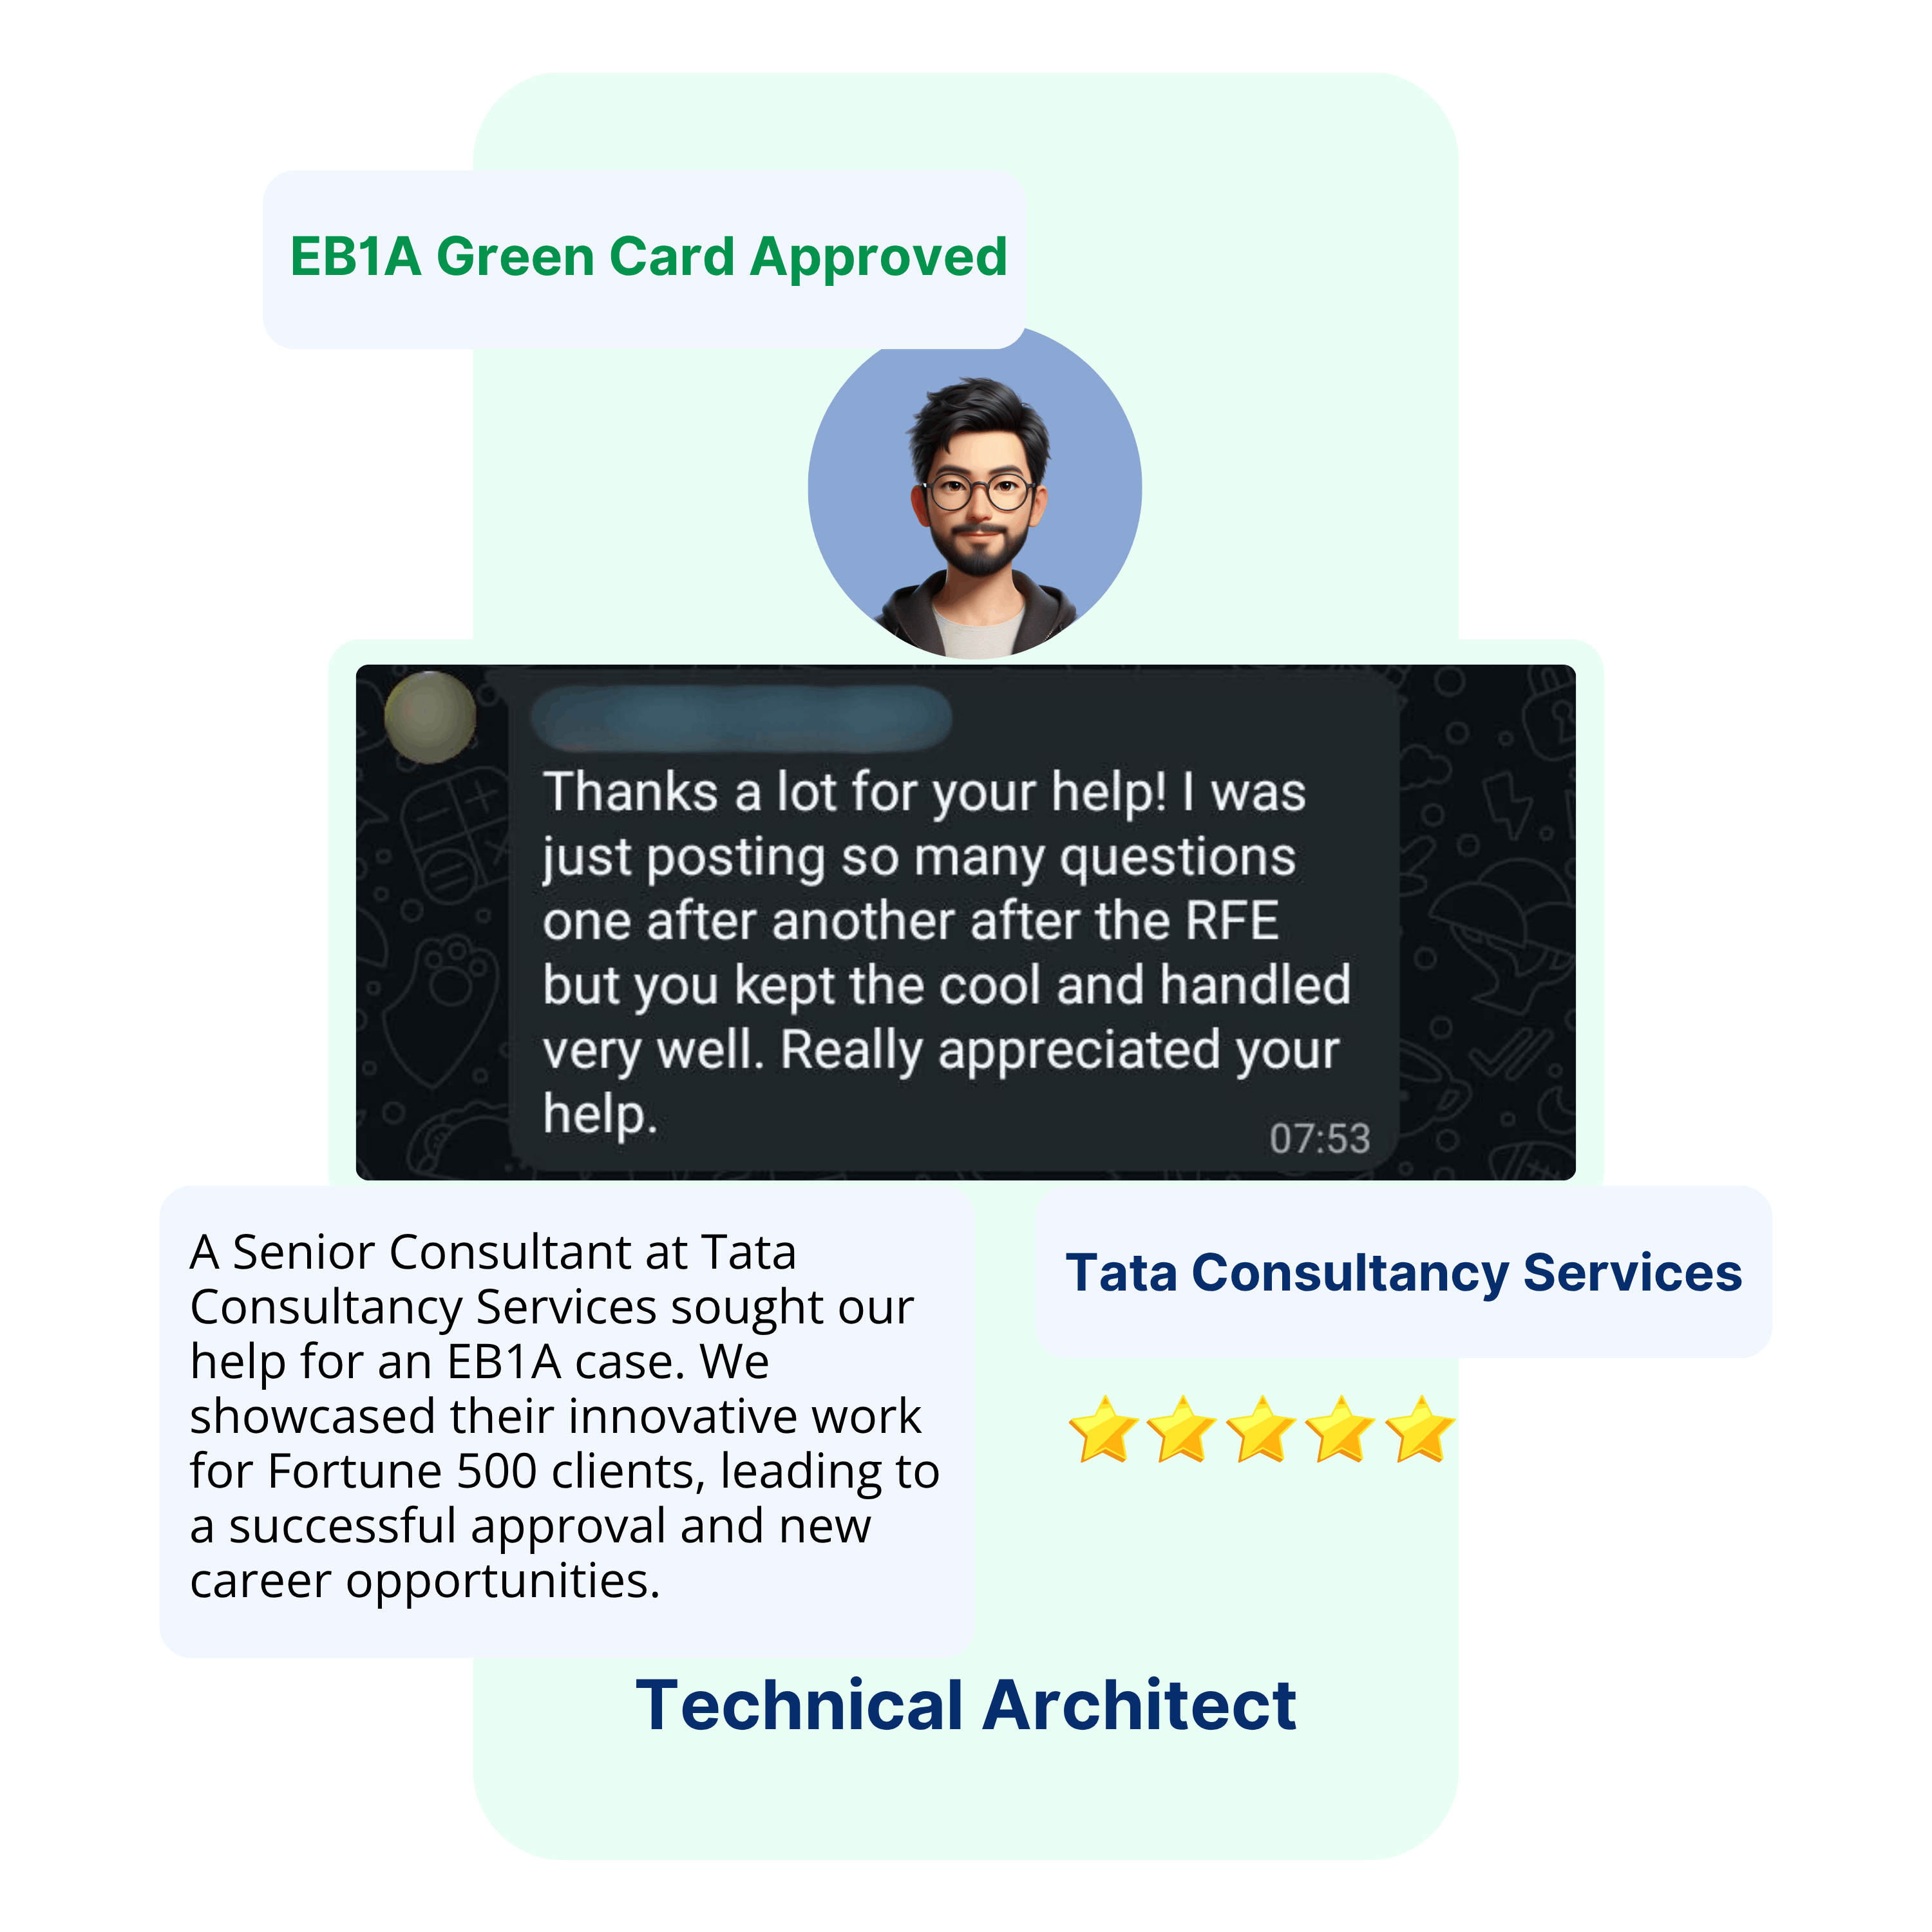 EB1A Green Card Approved
Thanks a lot for your help! I was
just posting so many questions
one after another after the RFE
but you kept the cool and handled
very well. Really appreciated your
help.
07:53
A Senior Consultant at Tata
Consultancy Services sought our
help for an EB1A case. We
showcased their innovative work
for Fortune 500 clients, leading to
a successful approval and new
career opportunities.
Tata Consultancy Services
Technical Architect